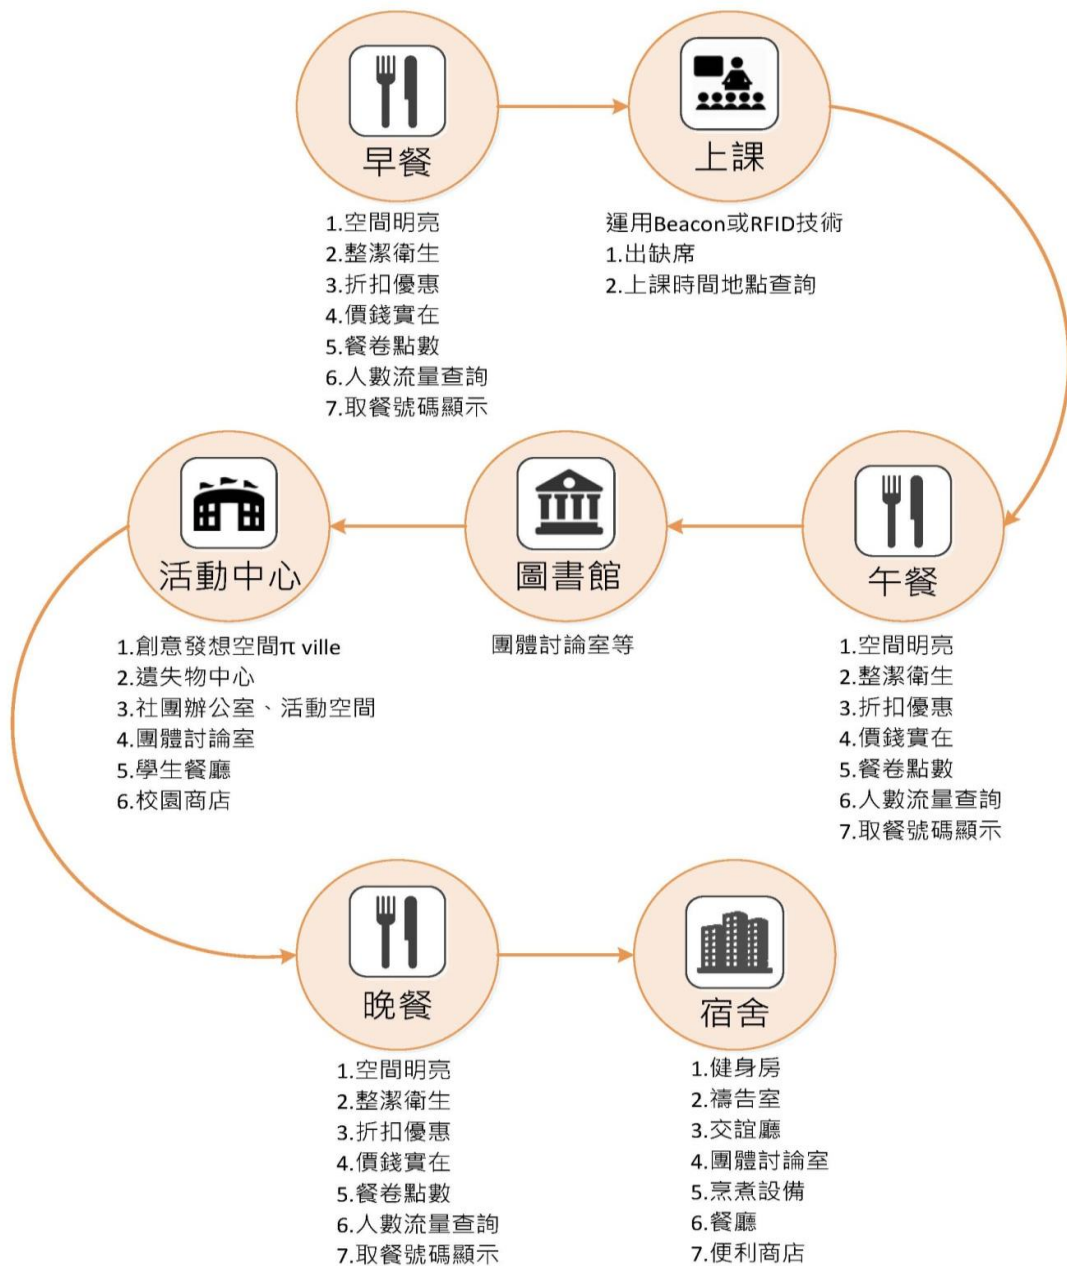 早餐
1.空間明亮
2.整潔衛生
3.折扣優惠
4.價錢實在
5.餐卷點數
6.人數流量查詢
7.取餐號碼顯示
上課
運用Beacon或RFID技術
1.出缺席
2.上課時間地點查詢
午餐
1.空間明亮
2.整潔衛生
3.折扣優惠
4.價錢實在
5.餐卷點數
6.人數流量查詢
7.取餐號碼顯示
圖書館
團體討論室等
活動中心
1.創意發想空間π ville
2.遺失物中心
3.社團辦公室、活動空間
4.團體討論室
5.學生餐廳
6.校園商店
晚餐
1.空間明亮
2.整潔衛生
3.折扣優惠
4.價錢實在
5.餐卷點數
6.人數流量查詢
7.取餐號碼顯示
宿舍
1.健身房
2.禱告室
3.交誼廳
4.團體討論室
5.烹煮設備
6.餐廳
7.便利商店